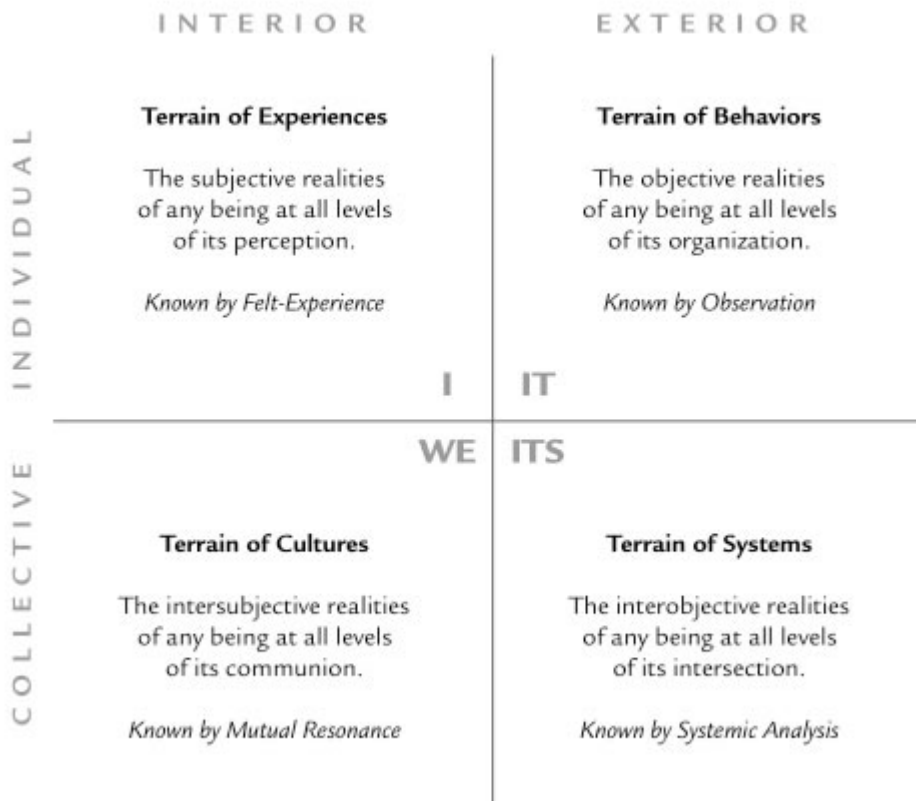 INTERIOR
EXTERIOR
INDIVIDUAL
Terrain of Experiences
The subjective realities
of any being at all levels
of its perception.
Known by Felt-Experience
I
Terrain of Behaviors
The objective realities
of any being at all levels
of its organization.
Known by Observation
IT
COLLECTIVE
WE
Terrain of Cultures
The intersubjective realities
of any being at all levels
of its communion.
Known by Mutual Resonance
ITS
Terrain of Systems
The interobjective realities
of any being at all levels
of its intersection.
Known by Systemic Analysis